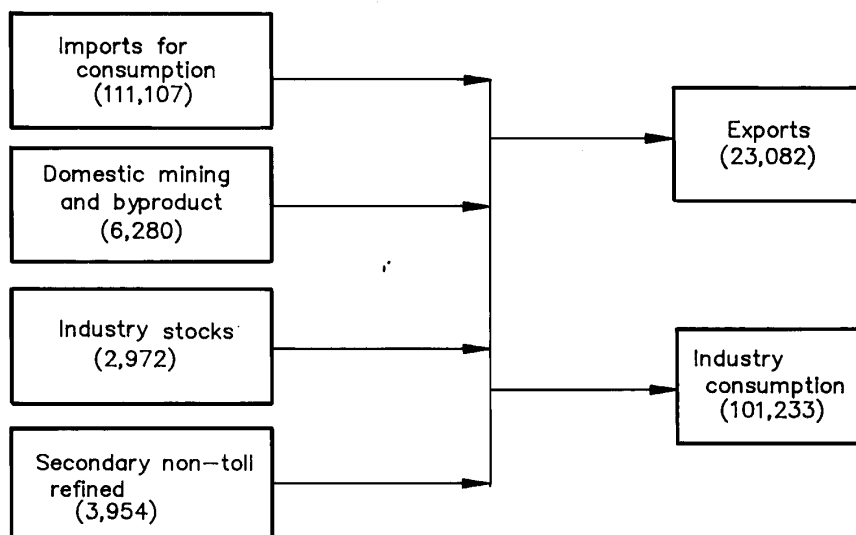 Imports for
consumption
(111,107)
Domestic mining
and byproduct
(6,280)
Industry stocks
(2,972)
Secondary non-toll
refined
(3,954)
Exports
(23,082)
Industry
consumption
(101,233)